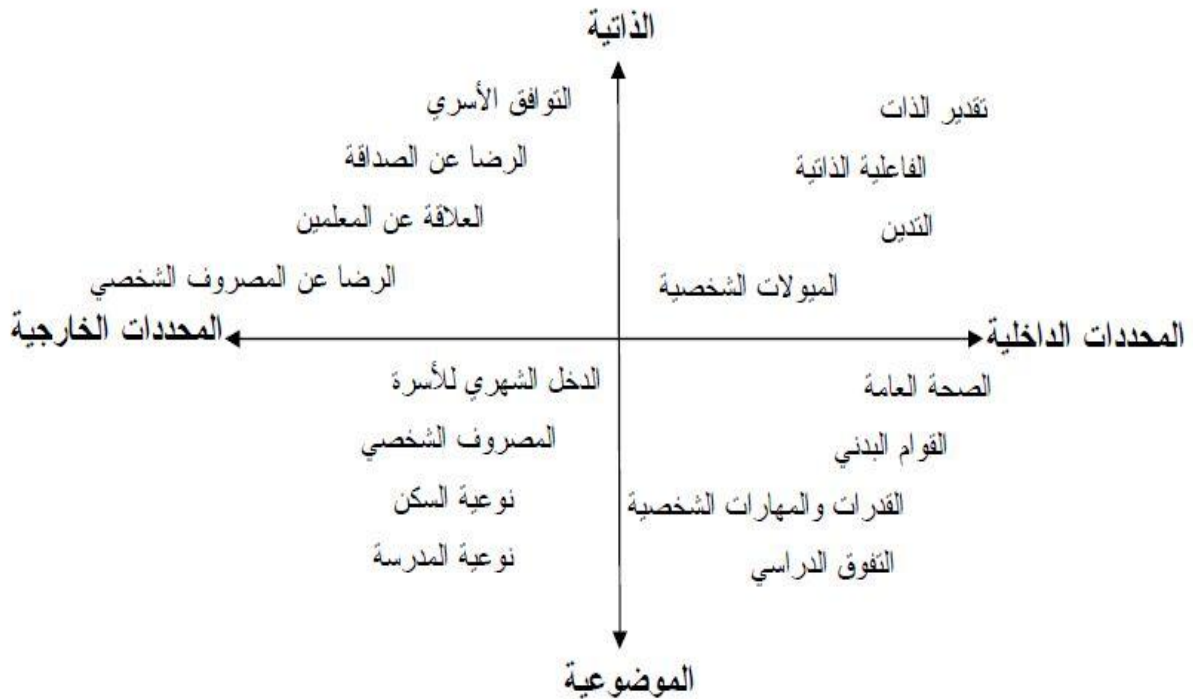 الذاتية
تقدير الذات
الفاعلية الذاتية
التدين
الميولات الشخصية
التوافق الأسري
الرضا عن الصداقة
العلاقة عن المعلمين
الرضا عن المصروف الشخصي
المحددات الداخلية
المحددات الخارجية
الصحة العامة
القوام البدني
القدرات والمهارات الشخصية
التفوق الدراسي
الدخل الشهري للأسرة
المصروف الشخصي
نوعية السكن
نوعية المدرسة
الموضوعية